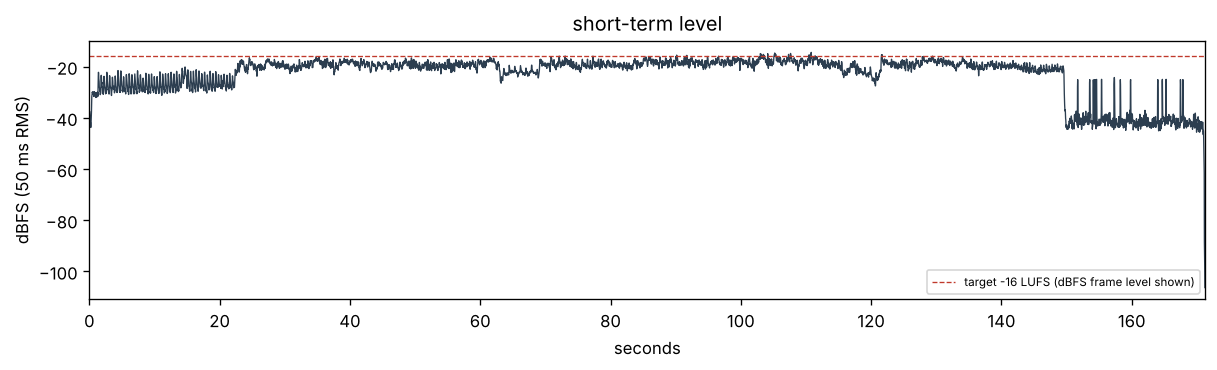 short-term level
dBFS (50 ms RMS)
−20
−40
−60
−80
−100
target -16 LUFS (dBFS frame level shown)
0 20 40 60 80 100 120 140 160
seconds